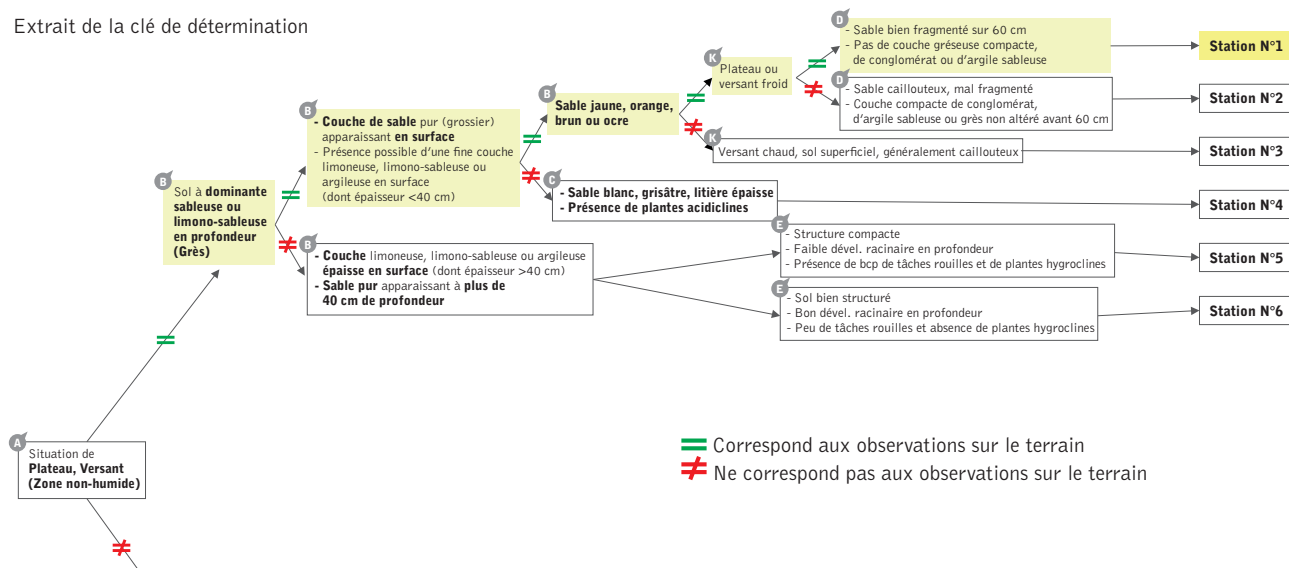 Extrait de la clé de détermination
A
Situation de
Plateau, Versant
(Zone non-humide)
B
Sol à dominante
sableuse ou
limono-sableuse
en profondeur
(Grès)
B
- Couche de sable pur (grossier)
apparaissant en surface
- Présence possible d'une fine couche
limoneuse, limono-sableuse ou
argileuse en surface
(dont épaisseur <40 cm)
B
- Couche limoneuse, limono-sableuse ou argileuse
épaisse en surface (dont épaisseur >40 cm)
- Sable pur apparaissant à plus de
40 cm de profondeur
B
Sable jaune, orange,
brun ou ocre
K
Plateau ou
versant froid
D
- Sable bien fragmenté sur 60 cm
- Pas de couche gréseuse compacte,
de conglomérat ou d'argile sableuse
Station N°1
D
- Sable caillouteux, mal fragmenté
- Couche compacte de conglomérat,
d'argile sableuse ou grès non altéré avant 60 cm
Station N°2
K
Versant chaud, sol superficiel, généralement caillouteux
Station N°3
C
- Sable blanc, grisâtre, litière épaisse
- Présence de plantes acidiclines
Station N°4
E
- Structure compacte
- Faible dével. racinaire en profondeur
- Présence de bcp de tâches rouilles et de plantes hygroclines
Station N°5
E
- Sol bien structuré
- Bon dével. racinaire en profondeur
- Peu de tâches rouilles et absence de plantes hygroclines
Station N°6
= Correspond aux observations sur le terrain
≠ Ne correspond pas aux observations sur le terrain